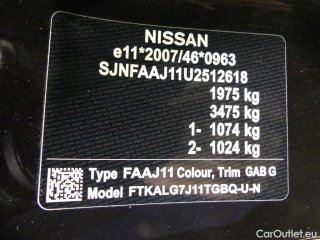 NISSAN
e11*2007/46*0963
SJNFAAJ11U2512618
1975 kg
3475 kg
1- 1074 kg
2- 1024 kg
Type FAAJ11 Colour, Trim GAB G
Model FTKALG7J11TGBQ-U-N
CarOutlet.eu